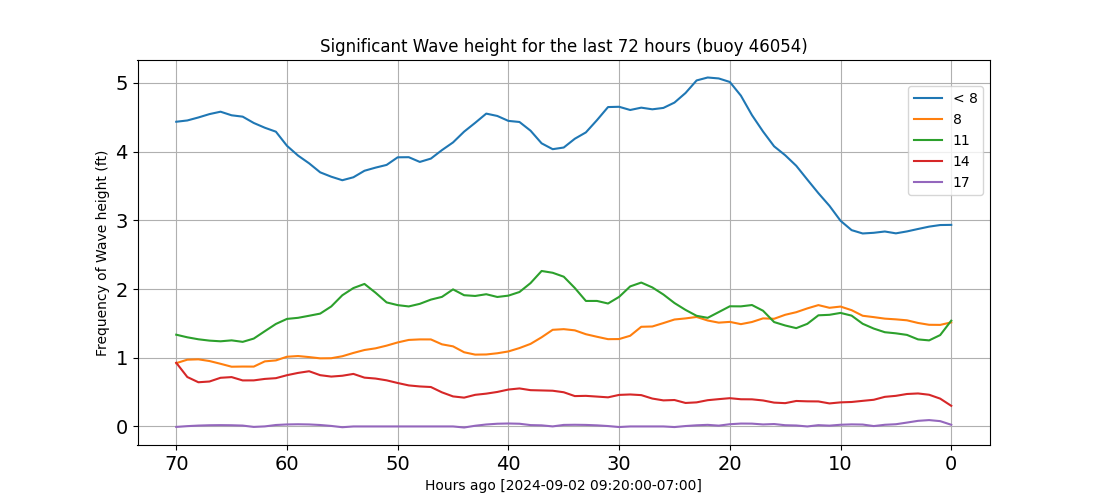 Significant Wave height for the last 72 hours (buoy 46054)
Frequency of Wave height (ft)
5
4
3
2
1
0
< 8
8
11
14
17
70 60 50 40 30 20 10 0
Hours ago [2024-09-02 09:20:00-07:00]